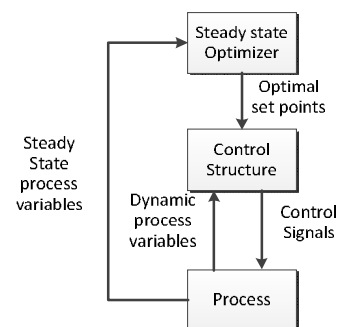 Steady state
Optimizer
Optimal
set points
Steady
State
process
variables
Control
Structure
Dynamic
process
variables
Control
Signals
Process